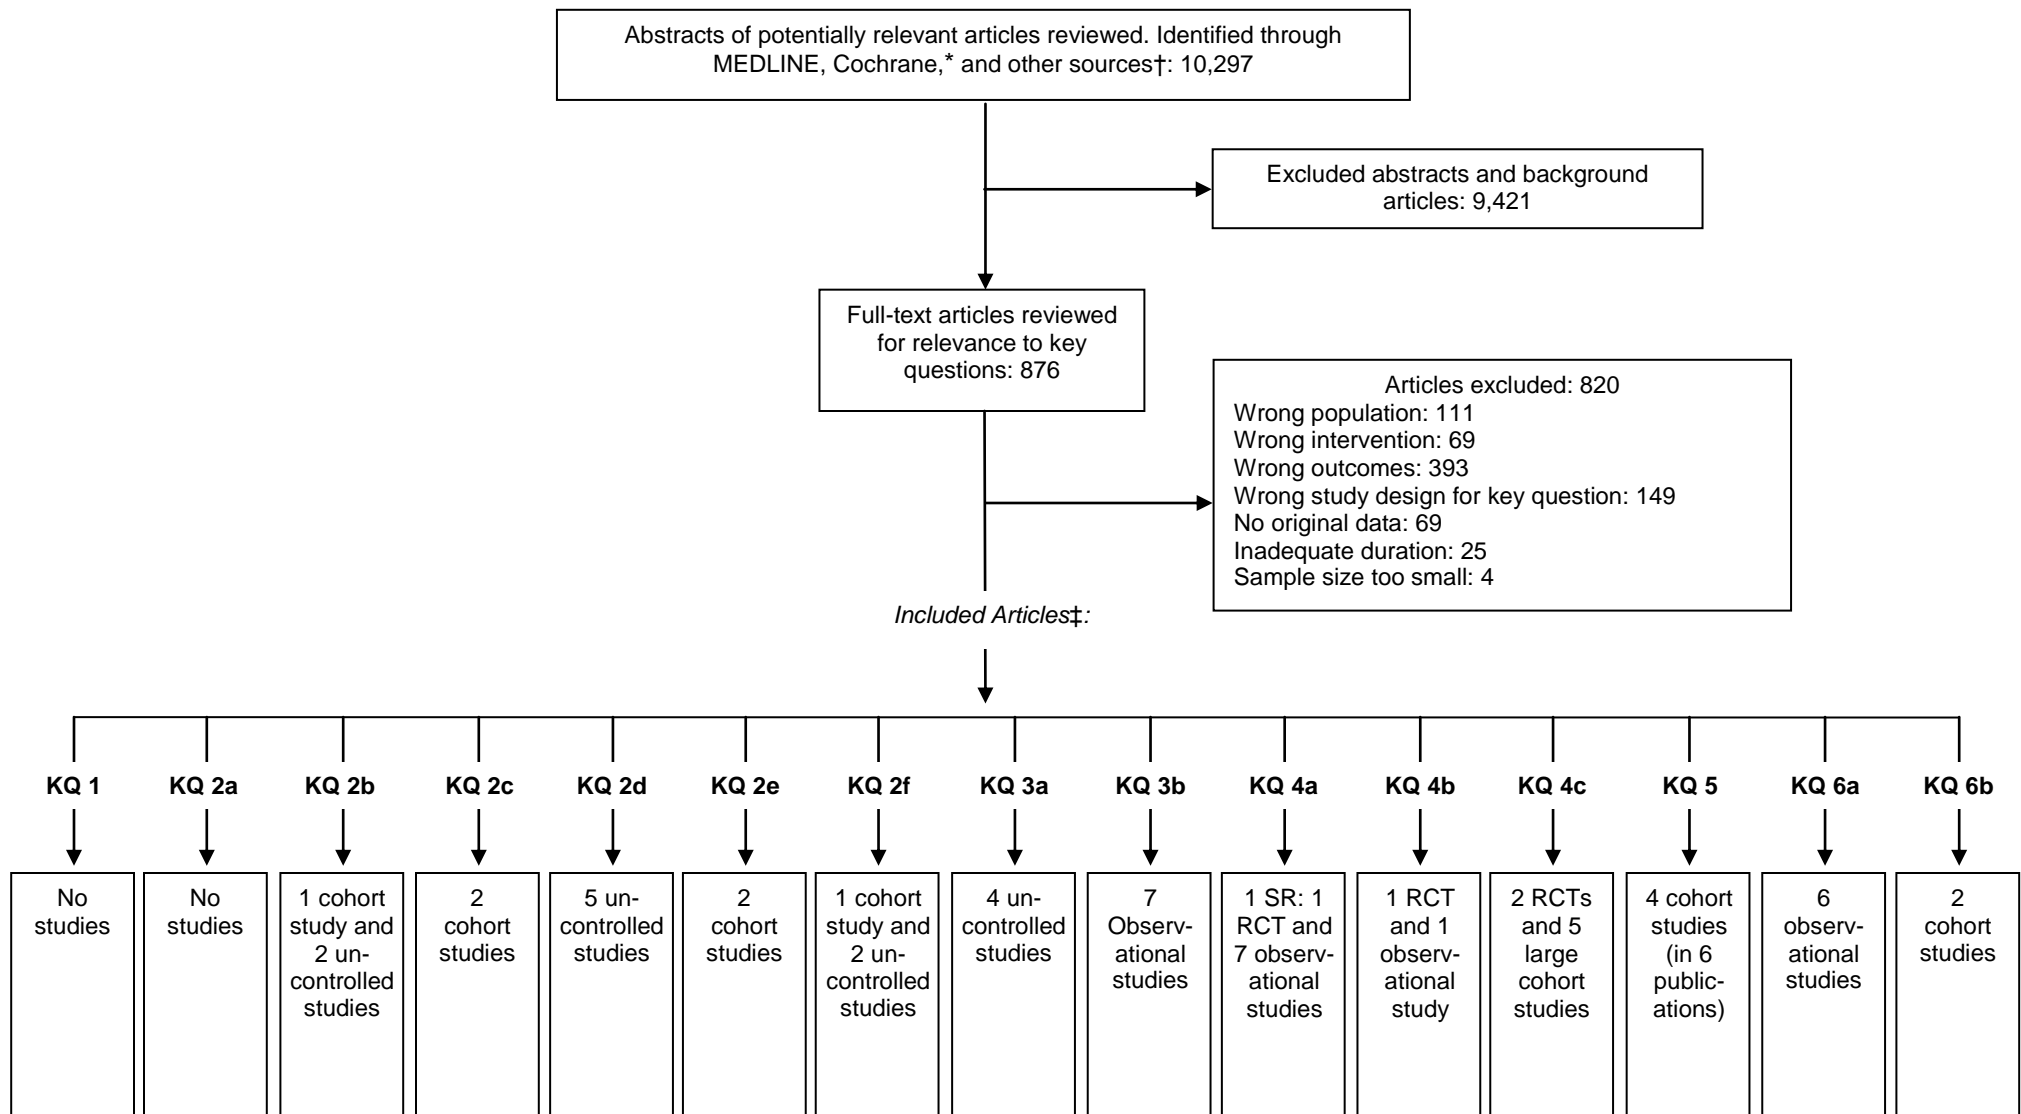 Abstracts of potentially relevant articles reviewed. Identified through
MEDLINE, Cochrane,* and other sources†: 10,297
Excluded abstracts and background
articles: 9,421
Full-text articles reviewed
for relevance to key
questions: 876
Articles excluded: 820
Wrong population: 111
Wrong intervention: 69
Wrong outcomes: 393
Wrong study design for key question: 149
No original data: 69
Inadequate duration: 25
Sample size too small: 4
Included Articles‡:
KQ 1
KQ 2a
KQ 2b
KQ 2c
KQ 2d
KQ 2e
KQ 2f
KQ 3a
KQ 3b
KQ 4a
KQ 4b
KQ 4c
KQ 5
KQ 6a
KQ 6b
No
studies
No
studies
1 cohort
study and
2 un-
controlled
studies
2
cohort
studies
5 un-
controlled
studies
2
cohort
studies
1 cohort
study and
2 un-
controlled
studies
4 un-
controlled
studies
7
Observ-
ational
studies
1 SR: 1
RCT and
7 observ-
ational
studies
1 RCT
and 1
observ-
ational
study
2 RCTs
and 5
large
cohort
studies
4 cohort
studies
(in 6
public-
ations)
6
observ-
ational
studies
2
cohort
studies